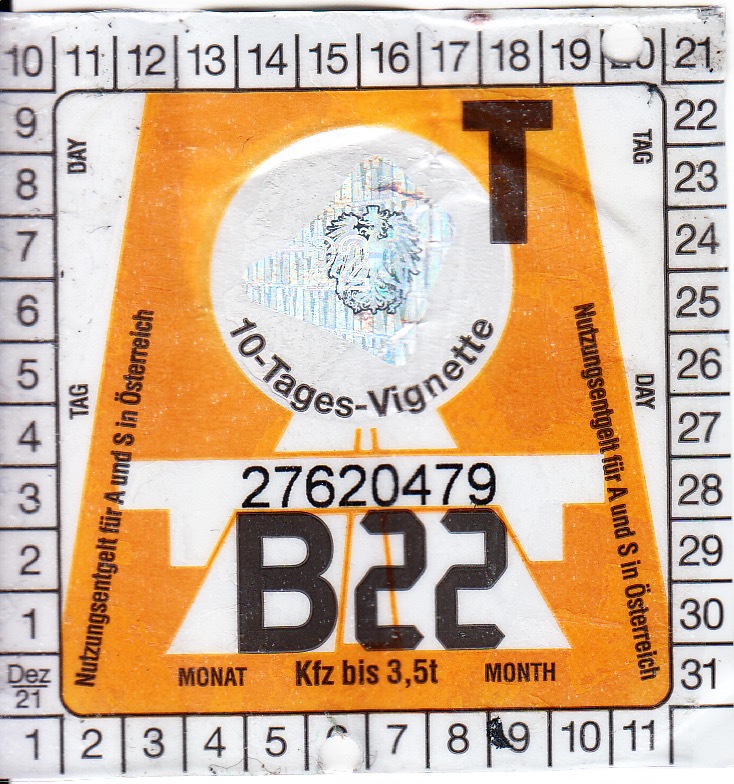 10 11 12 13 14 15 16 17 18 19 20 21
9 22
8 23
7 24
6 25
5 26
4 27
3 28
2 29
1 30
Dez 31
21
1 2 3 4 5 7 8 9 10 11
DAY
TAG
TAG
DAY
T
10-Tages-Vignette
Nutzungsentgelt für A und S in Österreich
Nutzungsentgelt für A und S in Österreich
27620479
B22
MONAT Kfz bis 3,5t MONTH